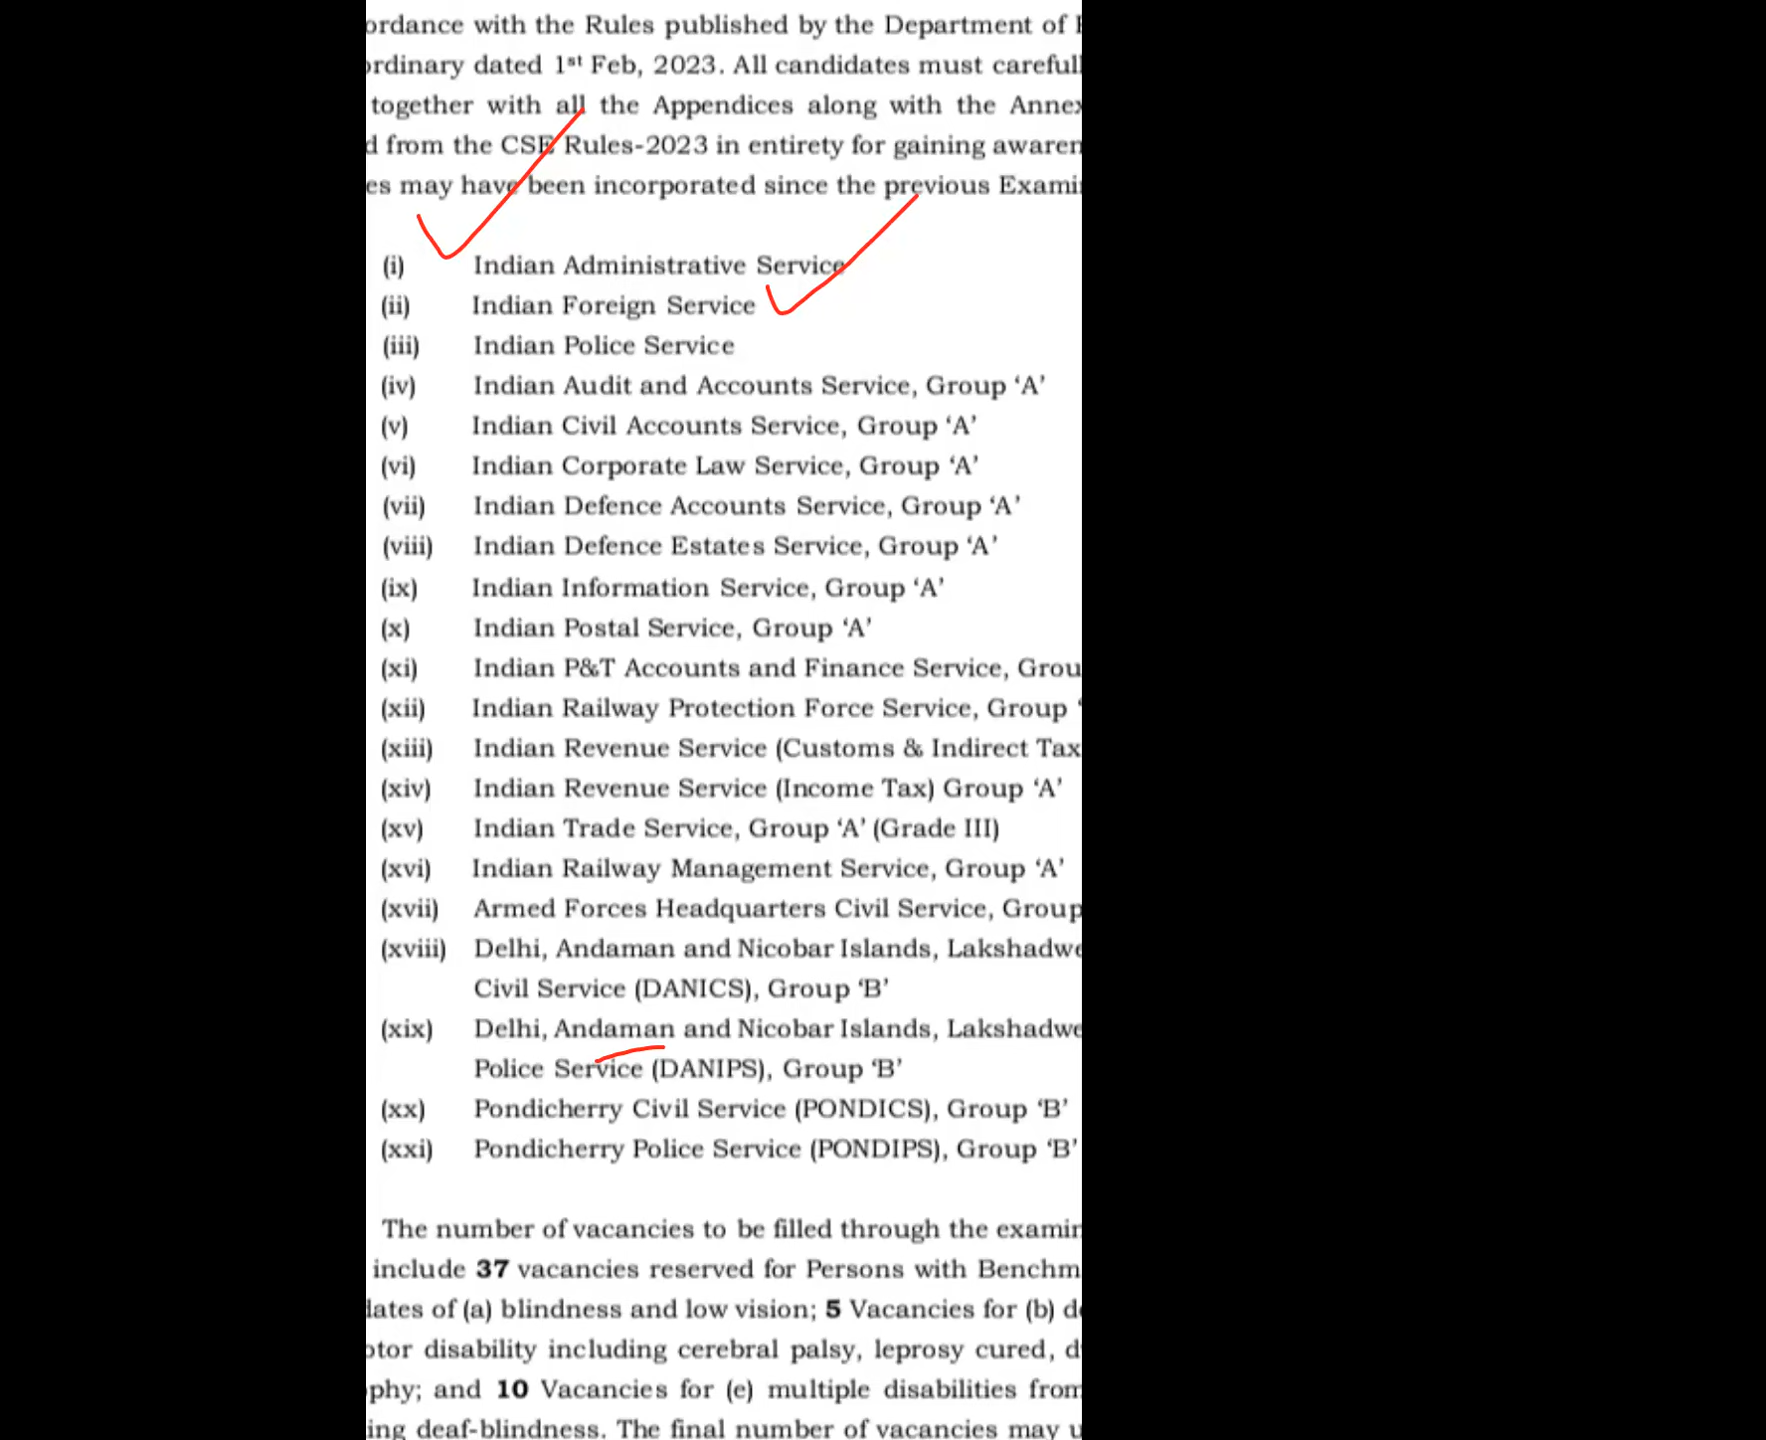 ordance with the Rules published by the Department of
ordinary dated 1st Feb, 2023. All candidates must carefull
together with all the Appendices along with the Annex
d from the CSE Rules-2023 in entirety for gaining awaren
es may have been incorporated since the previous Exami
(i) Indian Administrative Service
(ii) Indian Foreign Service
(iii) Indian Police Service
(iv) Indian Audit and Accounts Service, Group ‘A’
(v) Indian Civil Accounts Service, Group ‘A’
(vi) Indian Corporate Law Service, Group ‘A’
(vii) Indian Defence Accounts Service, Group ‘A’
(viii) Indian Defence Estates Service, Group ‘A’
(ix) Indian Information Service, Group ‘A’
(x) Indian Postal Service, Group ‘A’
(xi) Indian P&T Accounts and Finance Service, Grou
(xii) Indian Railway Protection Force Service, Group ‘
(xiii) Indian Revenue Service (Customs & Indirect Tax
(xiv) Indian Revenue Service (Income Tax) Group ‘A’
(xv) Indian Trade Service, Group ‘A’ (Grade III)
(xvi) Indian Railway Management Service, Group ‘A’
(xvii) Armed Forces Headquarters Civil Service, Group
(xviii) Delhi, Andaman and Nicobar Islands, Lakshadwe
Civil Service (DANICS), Group ‘B’
(xix) Delhi, Andaman and Nicobar Islands, Lakshadwe
Police Service (DANIPS), Group ‘B’
(xx) Pondicherry Civil Service (PONDICS), Group ‘B’
(xxi) Pondicherry Police Service (PONDIPS), Group ‘B’
The number of vacancies to be filled through the examin
include 37 vacancies reserved for Persons with Benchm
dates of (a) blindness and low vision; 5 Vacancies for (b) de
otor disability including cerebral palsy, leprosy cured, d
phy; and 10 Vacancies for (e) multiple disabilities from
ing deaf-blindness. The final number of vacancies may u